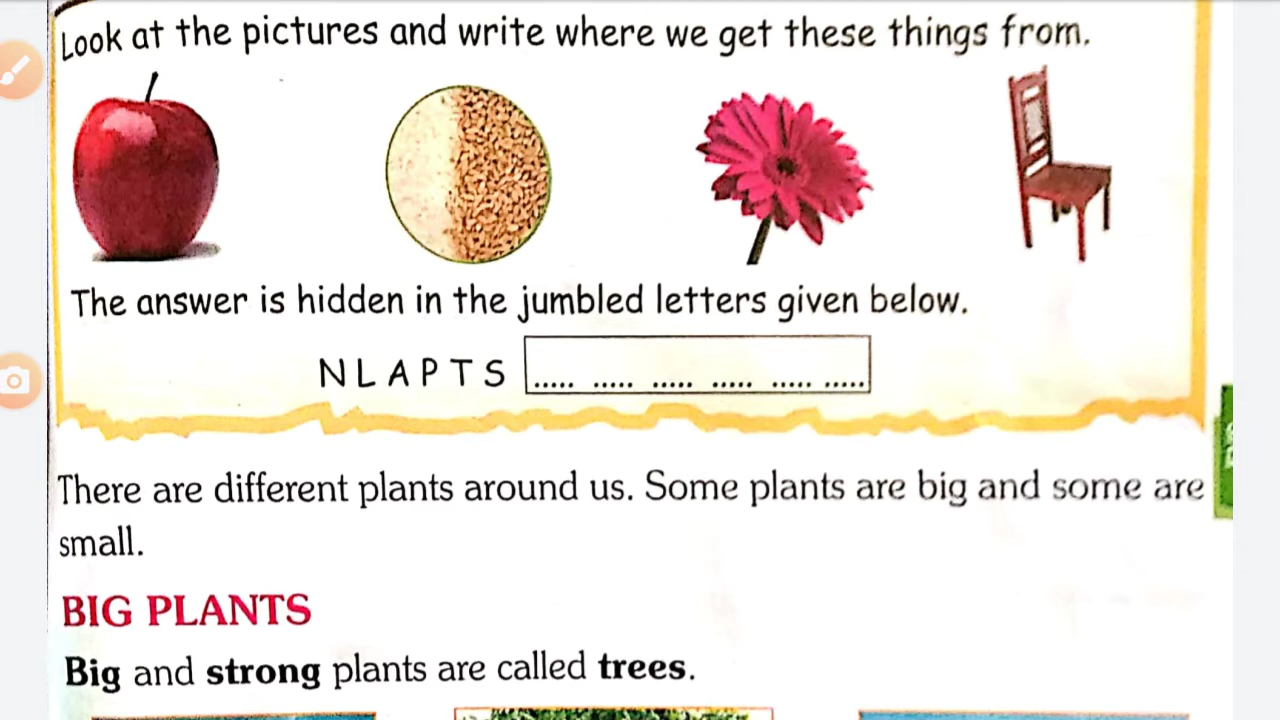 Look at the pictures and write where we get these things from.
The answer is hidden in the jumbled letters given below.
N L A P T S ..... ..... ..... ..... ..... .....
There are different plants around us. Some plants are big and some are
small.
BIG PLANTS
Big and strong plants are called trees.